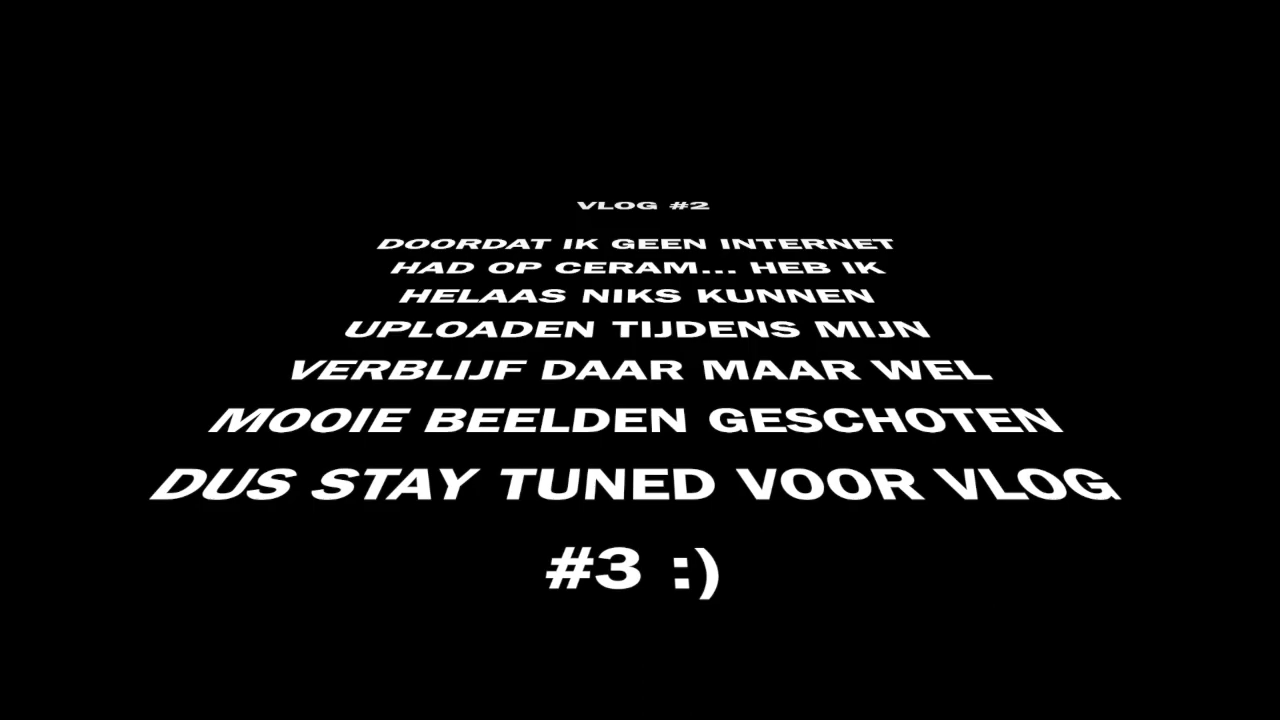 VLOG #2
DOORDAT IK GEEN INTERNET
HAD OP CERAM... HEB IK
HELAAS NIKS KUNNEN
UPLOADEN TIJDENS MIJN
VERBLIJF DAAR MAAR WEL
MOOIE BEELDEN GESCHOTEN
DUS STAY TUNED VOOR VLOG
#3 :)